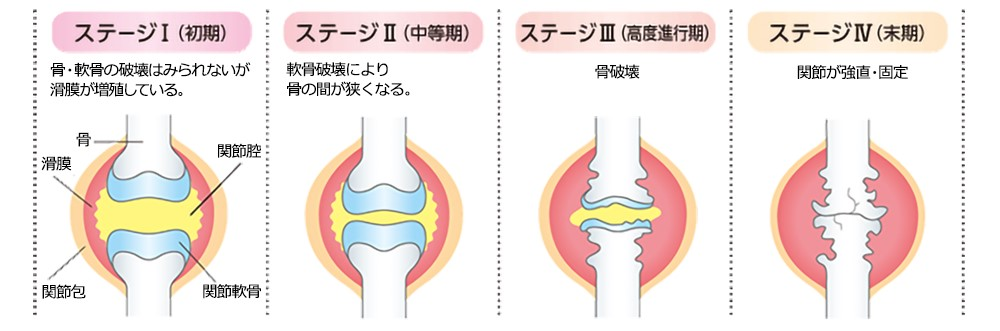 ステージⅠ（初期）
骨・軟骨の破壊はみられないが
滑膜が増殖している。
骨
滑膜
関節腔
関節包
関節軟骨
ステージⅡ（中等期）
軟骨破壊により
骨の間が狭くなる。
ステージⅢ（高度進行期）
骨破壊
ステージⅣ（末期）
関節が強直・固定